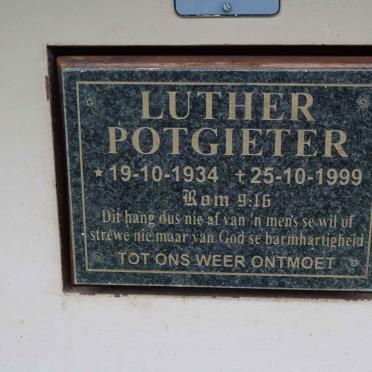 LUTHER
POTGIETER
* 19-10-1934 + 25-10-1999
Rom 9:16
Dit hang dus nie af van 'n mens se wil of
strewe nie maar van God se barmhartigheid
TOT ONS WEER ONTMOET